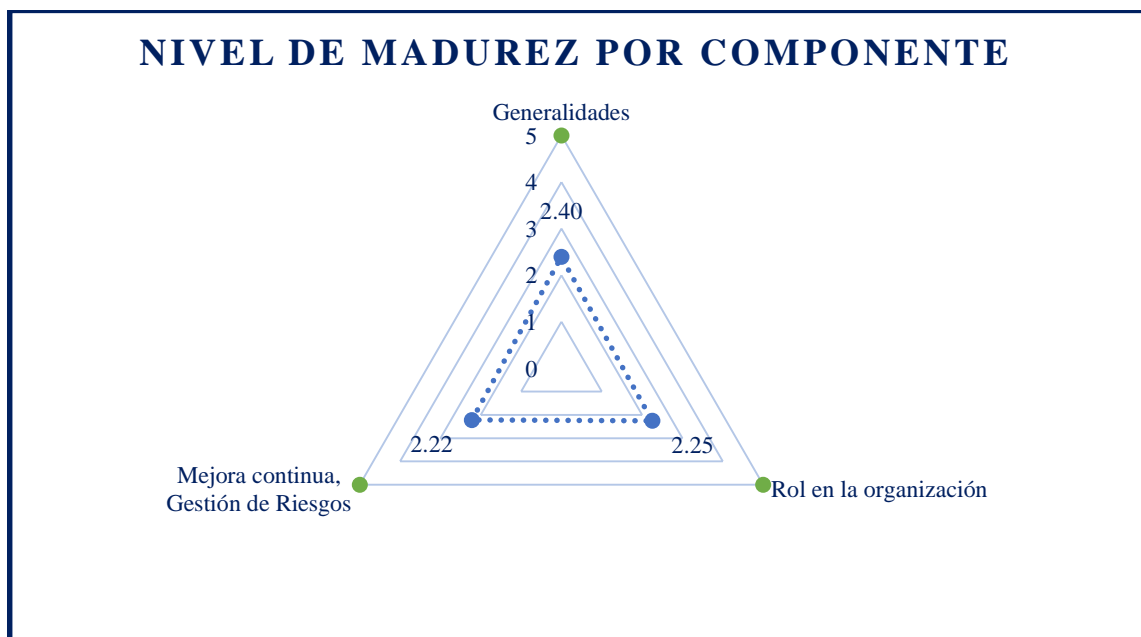 NIVEL DE MADUREZ POR COMPONENTE
Generalidades
5
4
2.40
3
2
1
0
2.22
2.25
Mejora continua,
Gestión de Riesgos
Rol en la organización